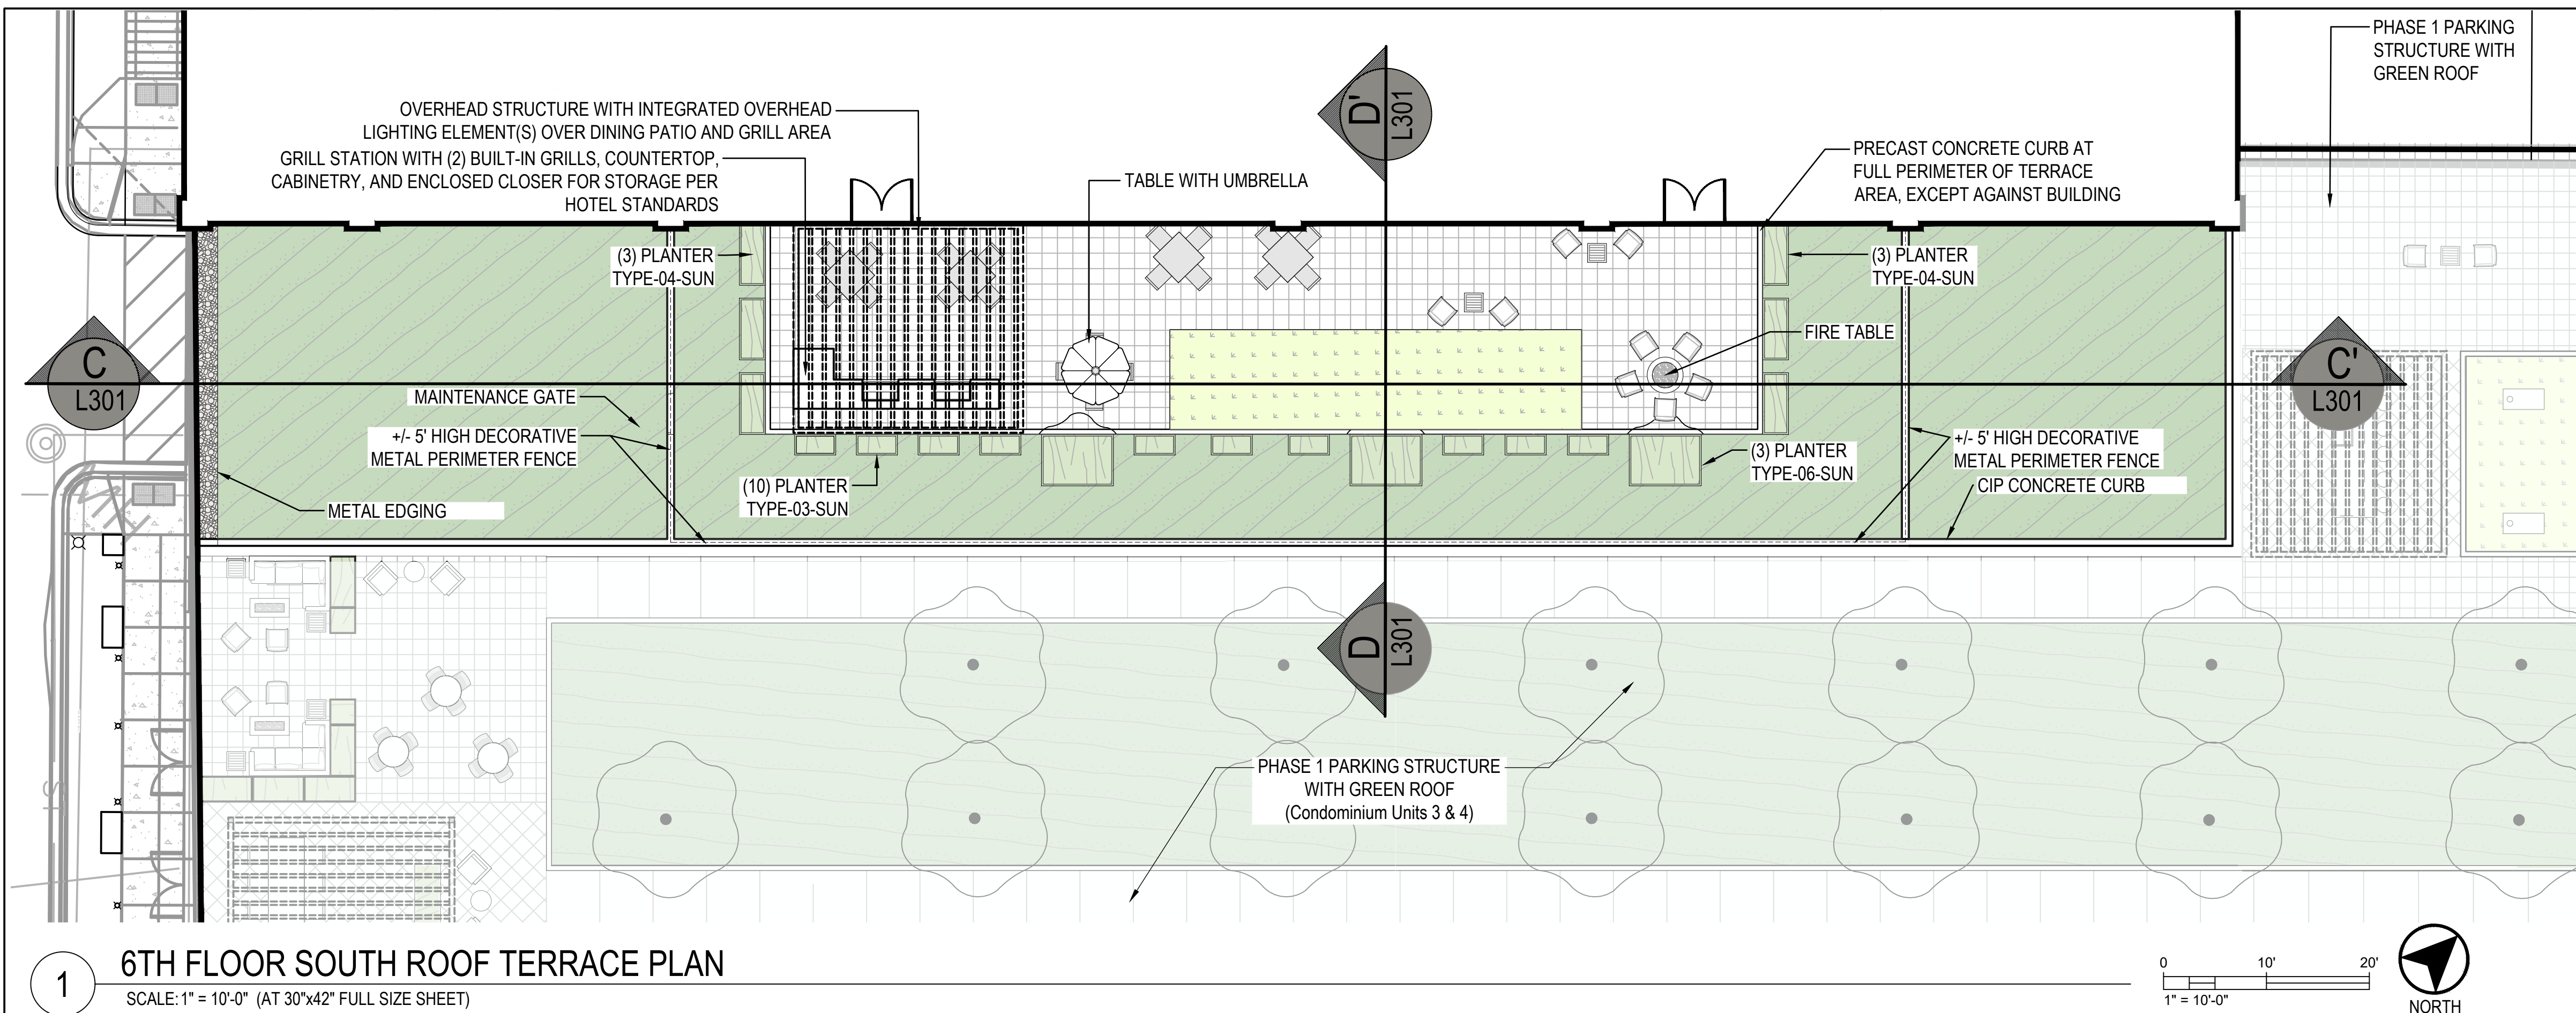 PHASE 1 PARKING
STRUCTURE WITH
GREEN ROOF
OVERHEAD STRUCTURE WITH INTEGRATED OVERHEAD
LIGHTING ELEMENT(S) OVER DINING PATIO AND GRILL AREA
GRILL STATION WITH (2) BUILT-IN GRILLS, COUNTERTOP,
CABINETRY, AND ENCLOSED CLOSER FOR STORAGE PER
HOTEL STANDARDS
TABLE WITH UMBRELLA
D'
L301
PRECAST CONCRETE CURB AT
FULL PERIMETER OF TERRACE
AREA, EXCEPT AGAINST BUILDING
(3) PLANTER
TYPE-04-SUN
(3) PLANTER
TYPE-04-SUN
FIRE TABLE
C
L301
C'
L301
MAINTENANCE GATE
+/- 5' HIGH DECORATIVE
METAL PERIMETER FENCE
METAL EDGING
(10) PLANTER
TYPE-03-SUN
(3) PLANTER
TYPE-06-SUN
+/- 5' HIGH DECORATIVE
METAL PERIMETER FENCE
CIP CONCRETE CURB
D
L301
PHASE 1 PARKING STRUCTURE
WITH GREEN ROOF
(Condominium Units 3 & 4)
1
6TH FLOOR SOUTH ROOF TERRACE PLAN
SCALE: 1" = 10'-0" (AT 30"x42" FULL SIZE SHEET)
0 10' 20'
1" = 10'-0"
NORTH